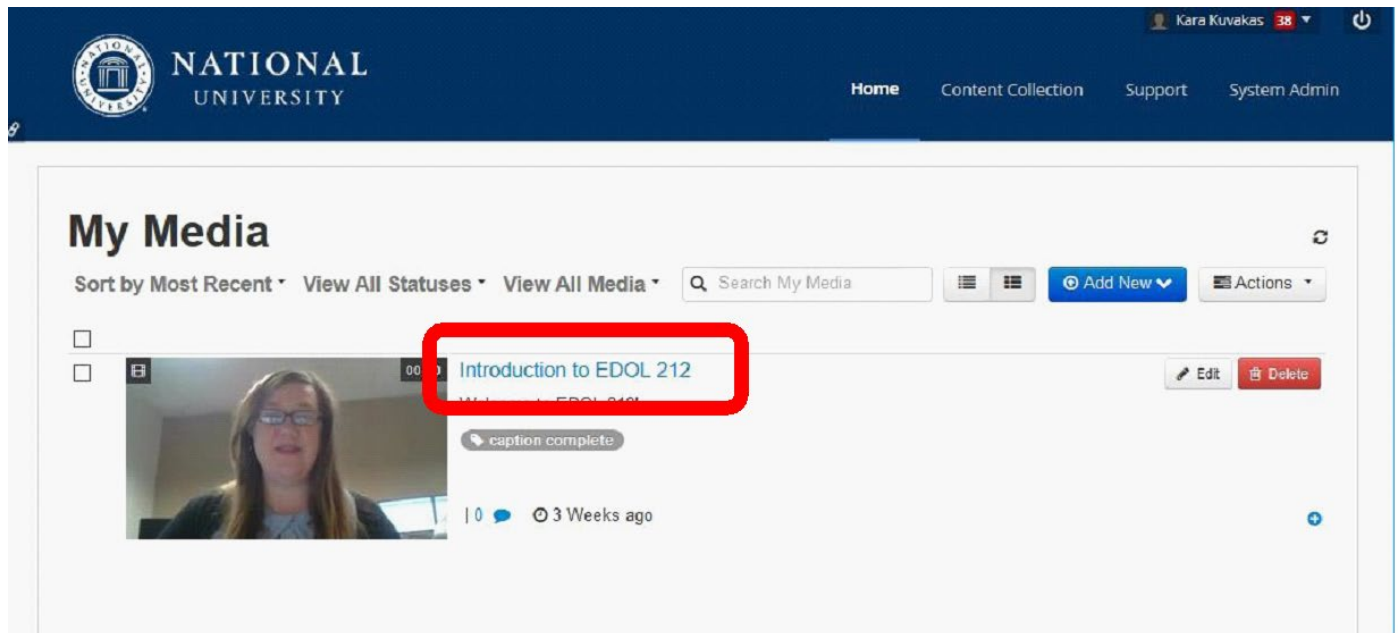 Kara Kuvakas 38
NATIONAL
UNIVERSITY
Home Content Collection Support System Admin
My Media
Sort by Most Recent View All Statuses View All Media Search My Media Add New Actions
Introduction to EDOL 212
Edit Delete
caption complete
| 0 3 Weeks ago